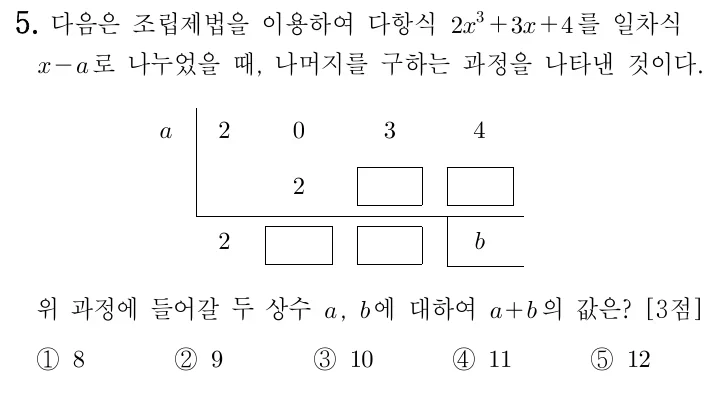 5. 다음은 조립제법을 이용하여 다항식 2x³+3x+4를 일차식
x-a로 나누었을 때, 나머지를 구하는 과정을 나타낸 것이다.
a 2 0 3 4
2
2 b
위 과정에 들어갈 두 상수 a, b에 대하여 a+b의 값은? [3점]
① 8 ② 9 ③ 10 ④ 11 ⑤ 12